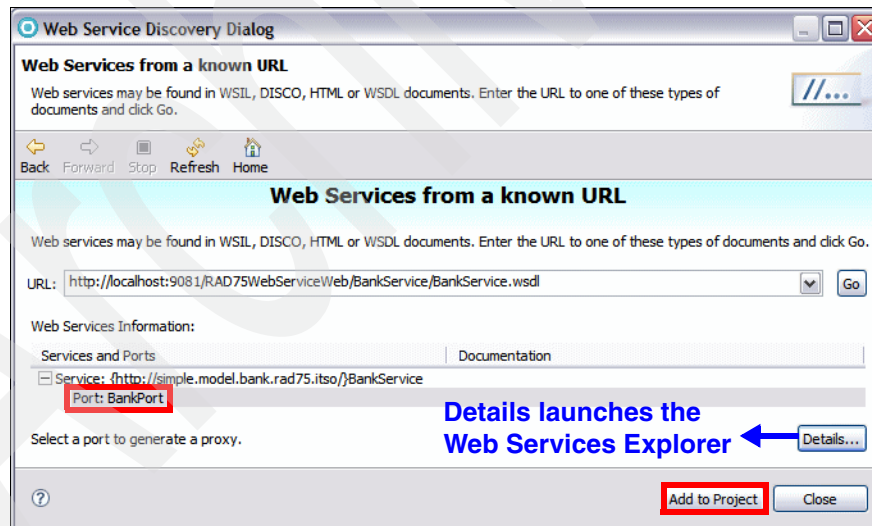 Web Service Discovery Dialog
Web Services from a known URL
Web services may be found in WSIL, DISCO, HTML or WSDL documents. Enter the URL to one of these types of
documents and click Go.
Back Forward Stop Refresh Home
Web Services from a known URL
Web services may be found in WSIL, DISCO, HTML or WSDL documents. Enter the URL to one of these types of documents and click Go.
URL: http://localhost:9081/RAD75WebServiceWeb/BankService/BankService.wsdl Go
Web Services Information:
Services and Ports Documentation
Service: {http://simple.model.bank.rad75.itso/}BankService
Port: BankPort
Details launches the
Web Services Explorer
Select a port to generate a proxy. Details...
Add to Project Close